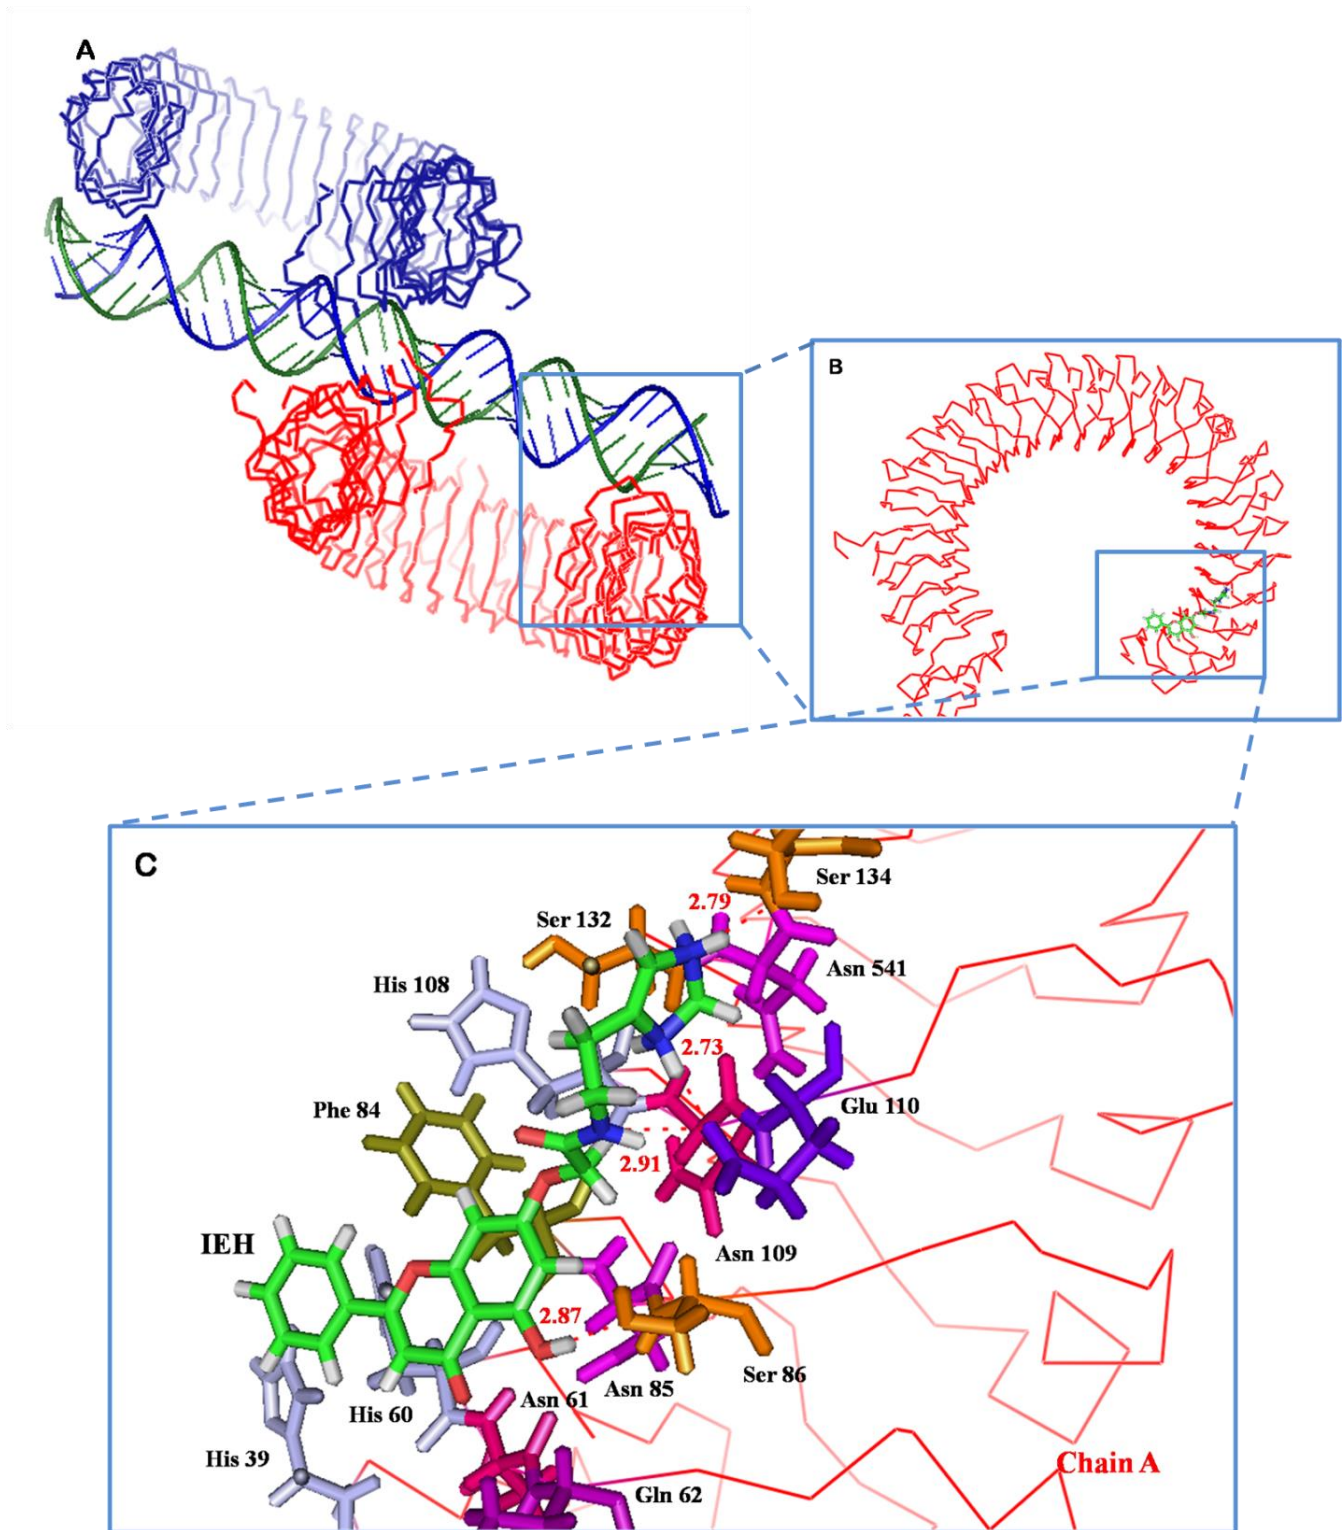 A
B
C
Ser 134
2.79
Ser 132
Asn 541
His 108
2.73
Glu 110
Phe 84
2.91
IEH
Asn 109
2.87
Ser 86
Asn 85
Asn 61
His 60
His 39
Chain A
Gln 62